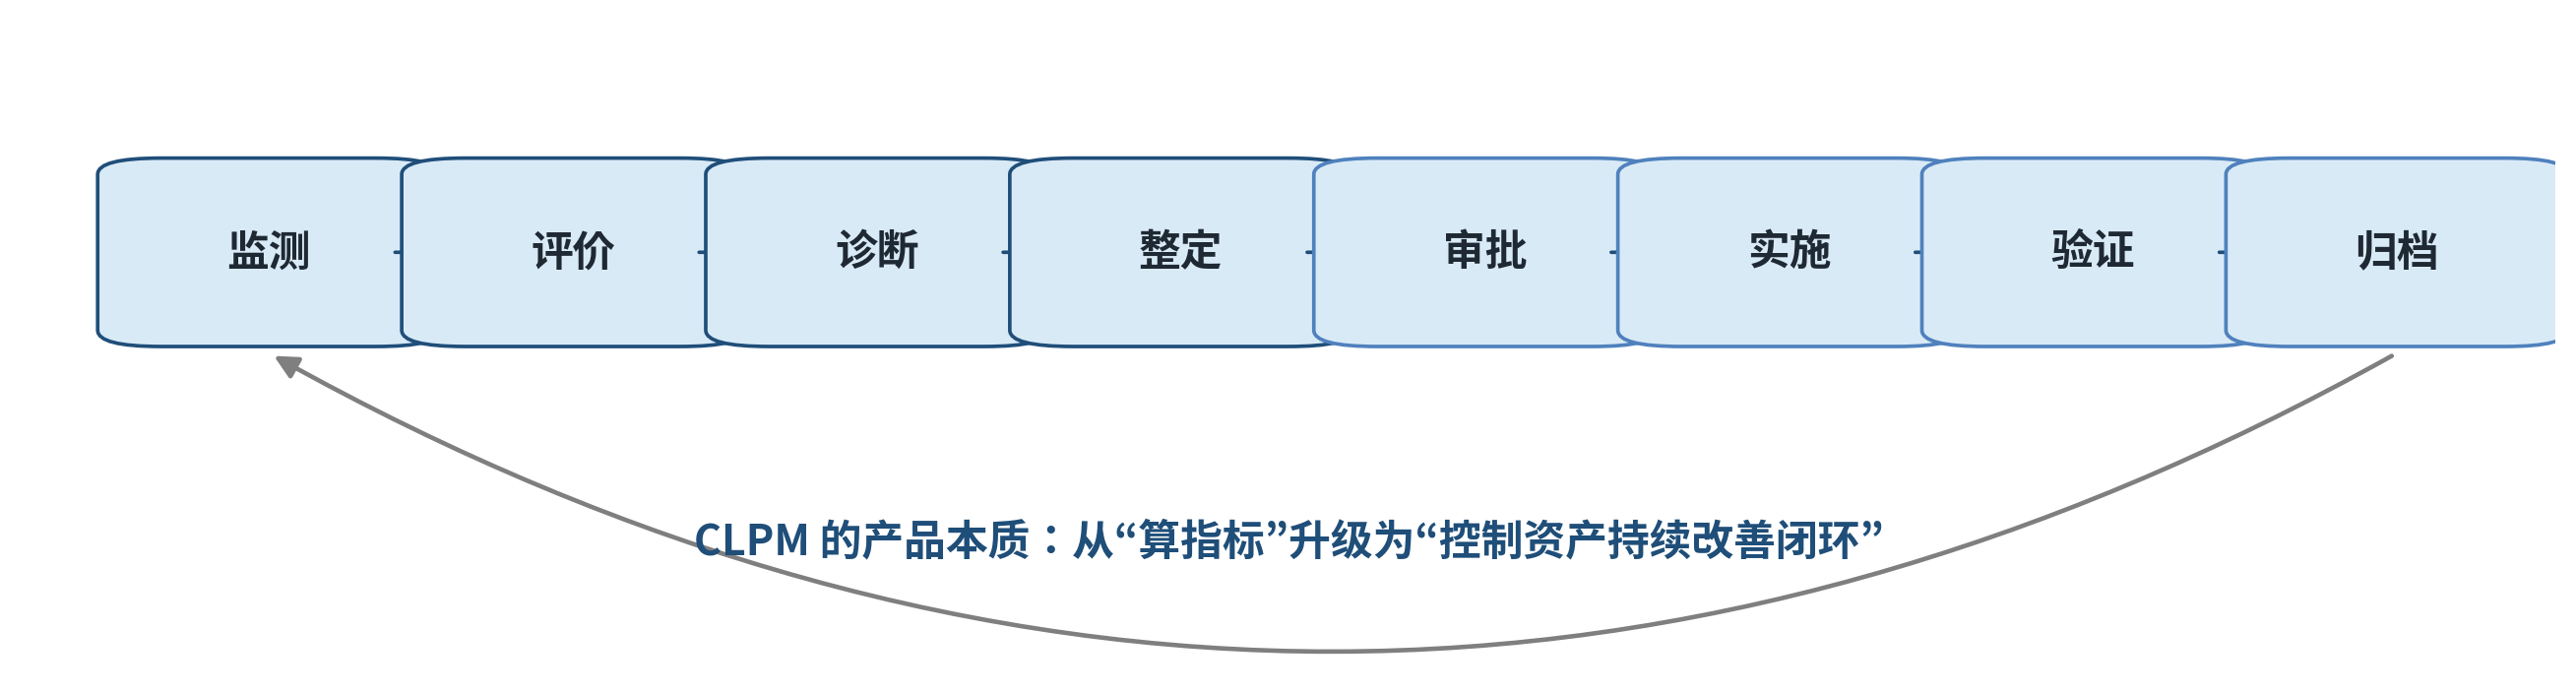 监测
评价
诊断
整定
审批
实施
验证
归档
CLPM 的产品本质：从“算指标”升级为“控制资产持续改善闭环”